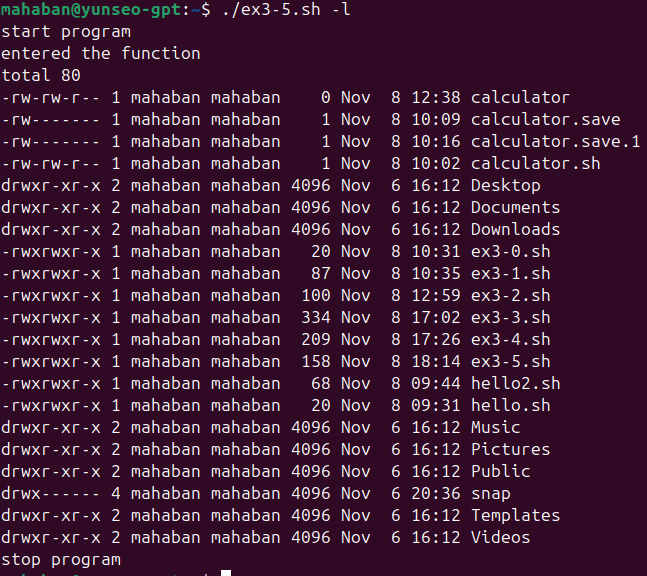 mahaban@yunseo-gpt:~$ ./ex3-5.sh -l
start program
entered the function
total 80
-rw-rw-r-- 1 mahaban mahaban    0 Nov  8 12:38 calculator
-rw------- 1 mahaban mahaban    1 Nov  8 10:09 calculator.save
-rw------- 1 mahaban mahaban    1 Nov  8 10:16 calculator.save.1
-rw-rw-r-- 1 mahaban mahaban    1 Nov  8 10:02 calculator.sh
drwxr-xr-x 2 mahaban mahaban 4096 Nov  6 16:12 Desktop
drwxr-xr-x 2 mahaban mahaban 4096 Nov  6 16:12 Documents
drwxr-xr-x 2 mahaban mahaban 4096 Nov  6 16:12 Downloads
-rwxrwxr-x 1 mahaban mahaban   20 Nov  8 10:31 ex3-0.sh
-rwxrwxr-x 1 mahaban mahaban   87 Nov  8 10:35 ex3-1.sh
-rwxrwxr-x 1 mahaban mahaban  100 Nov  8 12:59 ex3-2.sh
-rwxrwxr-x 1 mahaban mahaban  334 Nov  8 17:02 ex3-3.sh
-rwxrwxr-x 1 mahaban mahaban  209 Nov  8 17:26 ex3-4.sh
-rwxrwxr-x 1 mahaban mahaban  158 Nov  8 18:14 ex3-5.sh
-rwxrwxr-x 1 mahaban mahaban   68 Nov  8 09:44 hello2.sh
-rwxrwxr-x 1 mahaban mahaban   20 Nov  8 09:31 hello.sh
drwxr-xr-x 2 mahaban mahaban 4096 Nov  6 16:12 Music
drwxr-xr-x 2 mahaban mahaban 4096 Nov  6 16:12 Pictures
drwxr-xr-x 2 mahaban mahaban 4096 Nov  6 16:12 Public
drwx------ 4 mahaban mahaban 4096 Nov  6 20:36 snap
drwxr-xr-x 2 mahaban mahaban 4096 Nov  6 16:12 Templates
drwxr-xr-x 2 mahaban mahaban 4096 Nov  6 16:12 Videos
stop program